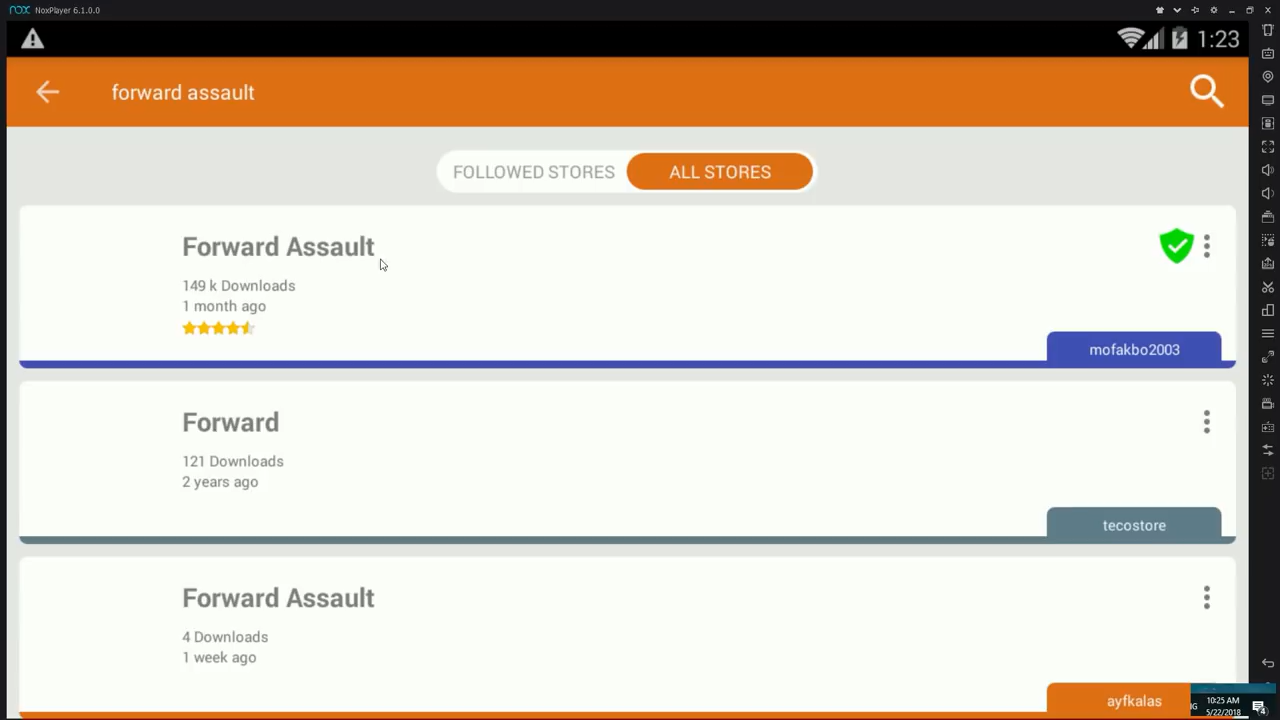 nox NoxPlayer 6.1.0.0
1:23
forward assault
FOLLOWED STORES ALL STORES
Forward Assault
149 k Downloads
1 month ago
mofakbo2003
Forward
121 Downloads
2 years ago
tecostore
Forward Assault
4 Downloads
1 week ago
ayfkalas
10:25 AM
5/22/2018